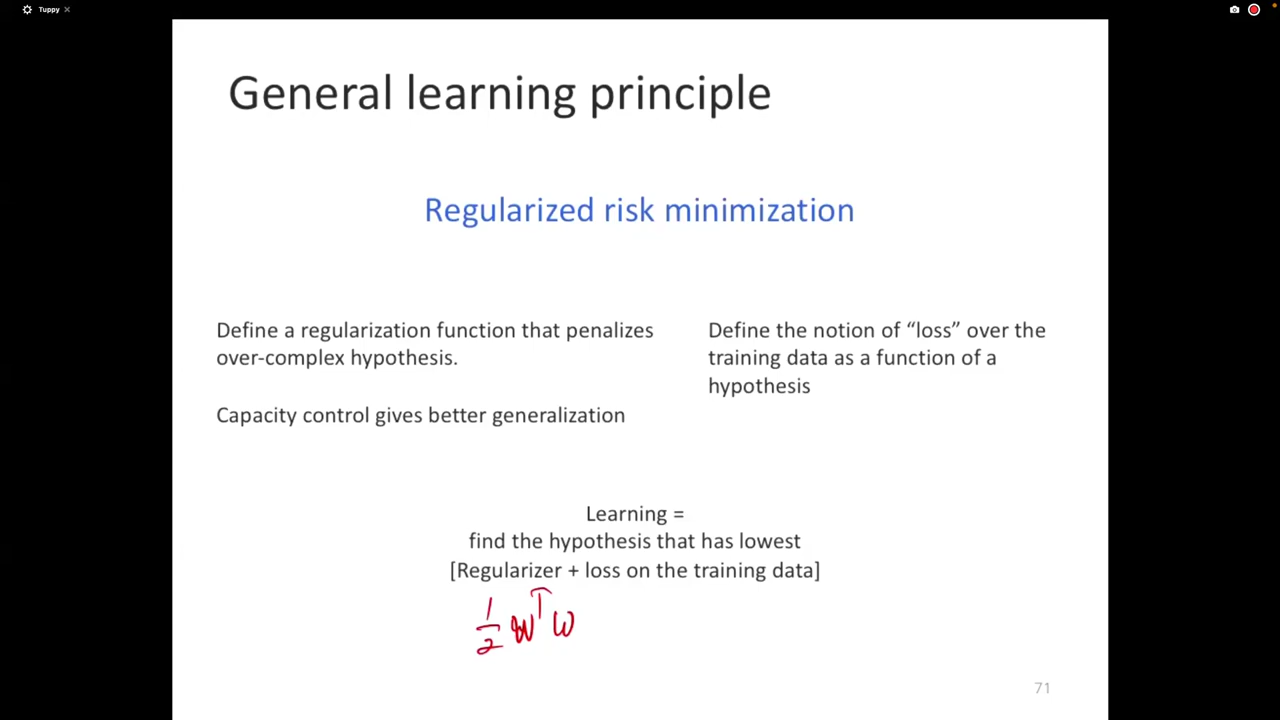 Tuppy
General learning principle
Regularized risk minimization
Define a regularization function that penalizes
over-complex hypothesis.
Capacity control gives better generalization
Define the notion of “loss” over the
training data as a function of a
hypothesis
Learning =
find the hypothesis that has lowest
[Regularizer + loss on the training data]
1/2 w^T w
71